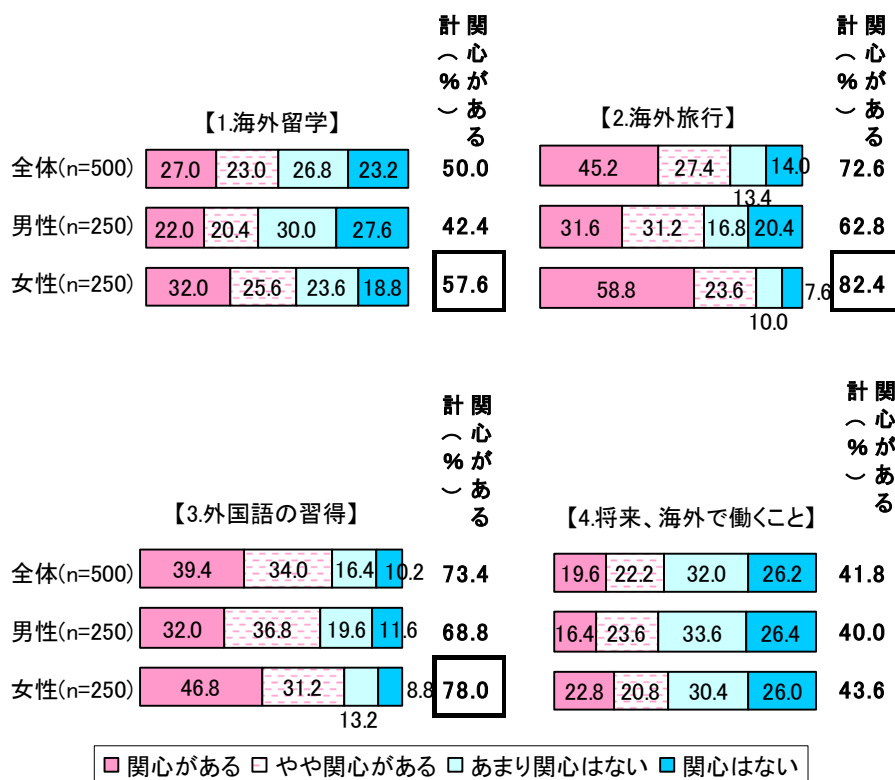 関心がある
計（%）
関心がある
計（%）
【1.海外留学】
【2.海外旅行】
全体(n=500) 27.0 23.0 26.8 23.2 50.0
45.2 27.4 13.4 14.0 72.6
男性(n=250) 22.0 20.4 30.0 27.6 42.4
31.6 31.2 16.8 20.4 62.8
女性(n=250) 32.0 25.6 23.6 18.8 57.6
58.8 23.6 10.0 7.6 82.4
関心がある
計（%）
関心がある
計（%）
【3.外国語の習得】
【4.将来、海外で働くこと】
全体(n=500) 39.4 34.0 16.4 10.2 73.4
19.6 22.2 32.0 26.2 41.8
男性(n=250) 32.0 36.8 19.6 11.6 68.8
16.4 23.6 33.6 26.4 40.0
女性(n=250) 46.8 31.2 13.2 8.8 78.0
22.8 20.8 30.4 26.0 43.6
関心がある やや関心がある あまり関心はない 関心はない